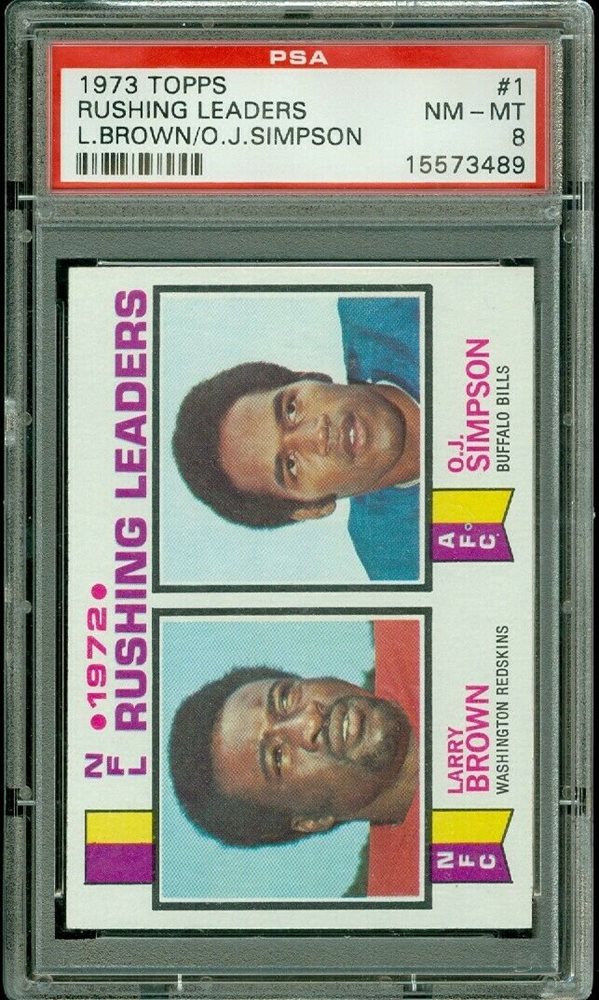 PSA
1973 TOPPS #1
RUSHING LEADERS NM - MT
L.BROWN/O.J.SIMPSON 8
15573489
•1972•
NFL RUSHING LEADERS
NFC
LARRY
BROWN
WASHINGTON REDSKINS
AFC
O.J.
SIMPSON
BUFFALO BILLS